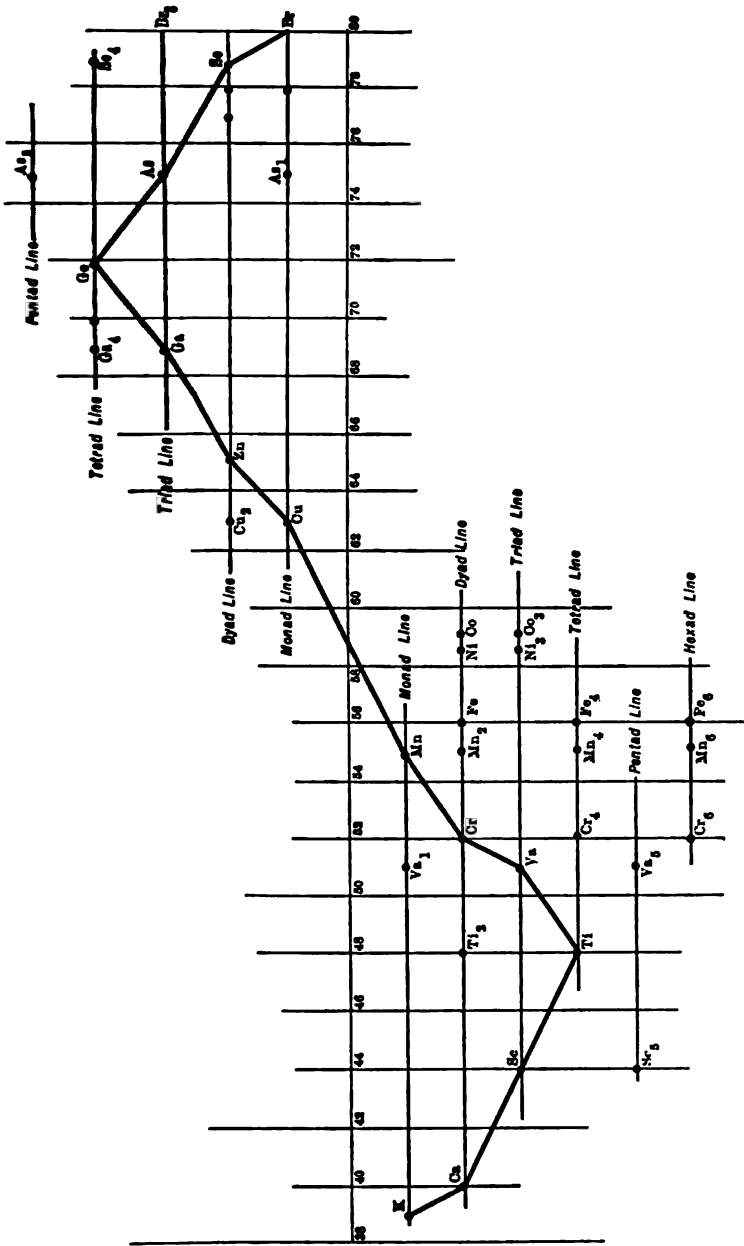 Pentad Line As₅
Tetrad Line Ga₄ Ge Se₄
Triad Line Ga As Br₃
Dyad Line Cu₂ Zn Se
Monad Line Cu As₁ Br
38 40 42 44 46 48 50 52 54 56 58 60 62 64 66 68 70 72 74 76 78 80
K Va₁ Mn Monad Line
Ca Ti₂ Cr Mn₂ Fe Ni Co Dyad Line
Sc Va Ni₃ Co₃ Triad Line
Ti Cr₄ Mn₄ Fe₄ Tetrad Line
Sc₅ Va₅ Pentad Line
Cr₆ Mn₆ Fe₆ Hexad Line